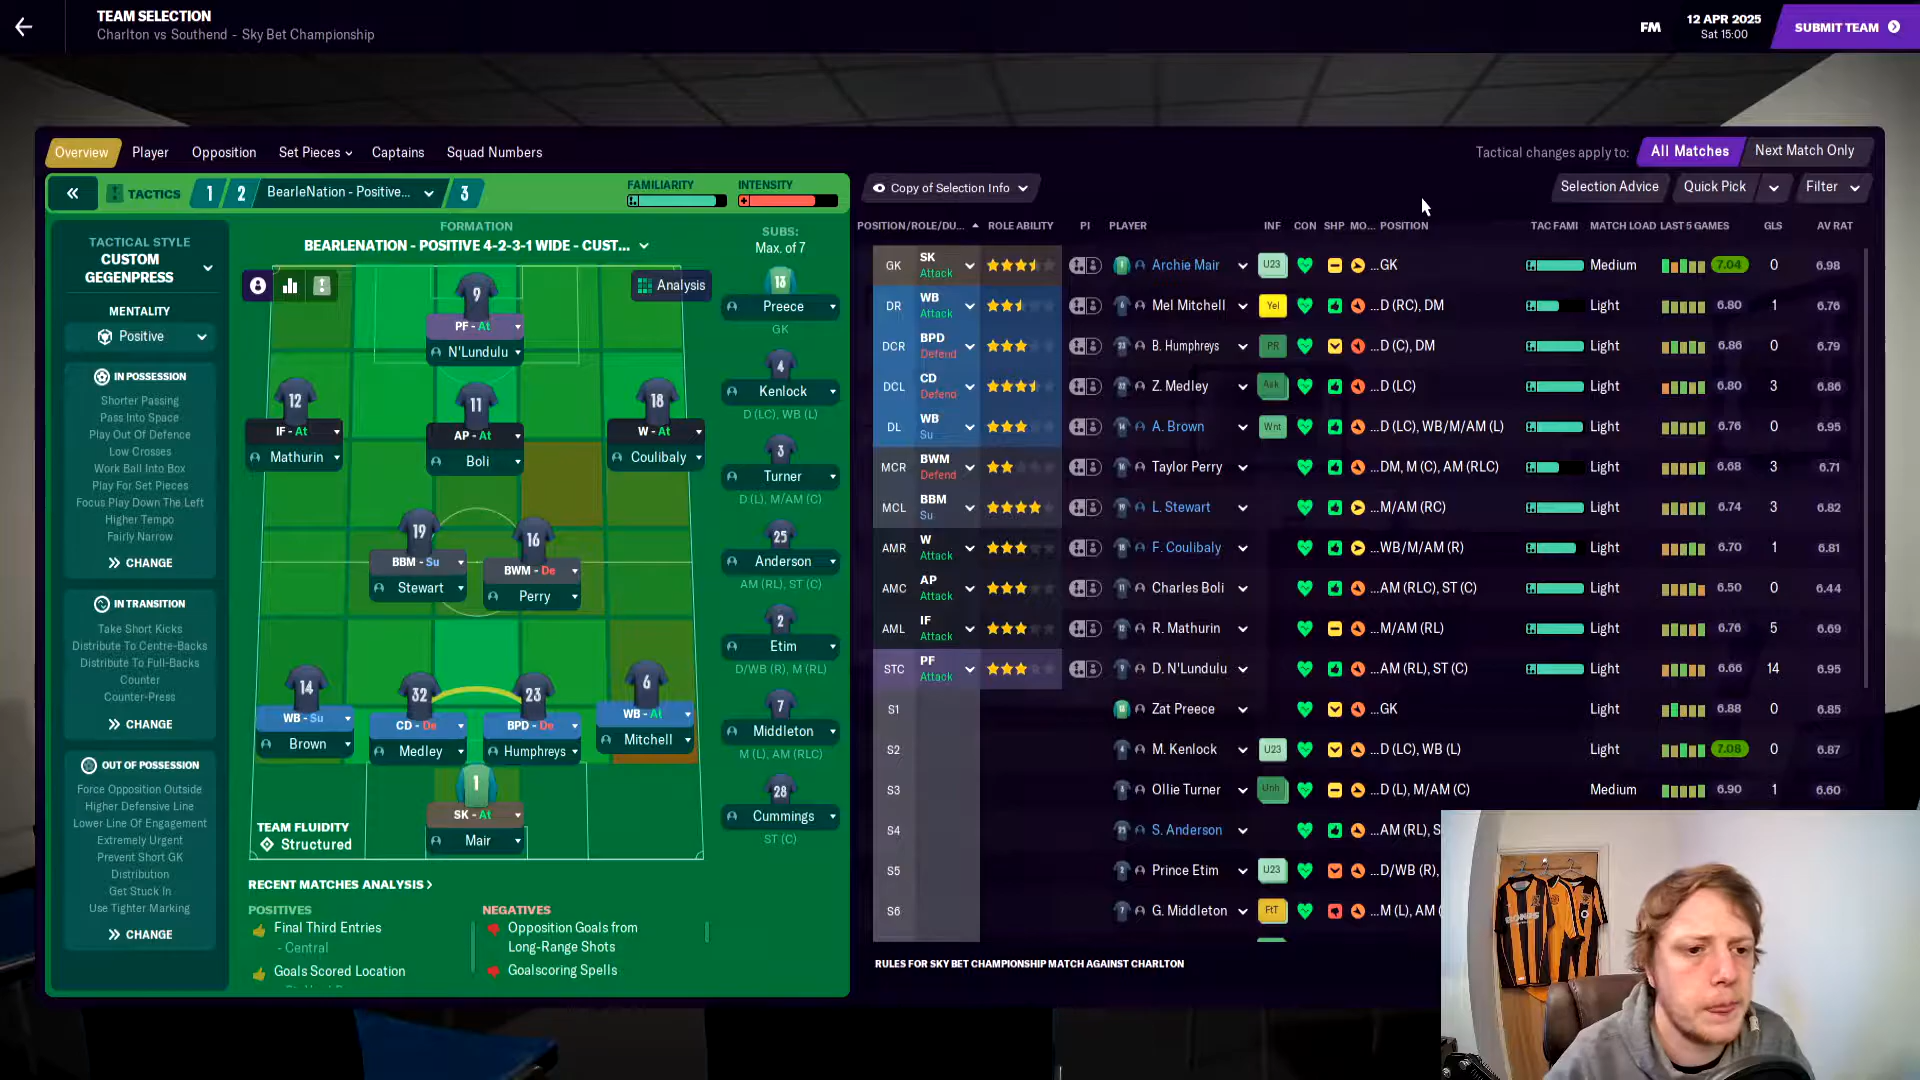 TEAM SELECTION
Charlton vs Southend - Sky Bet Championship
FM
12 APR 2025
Sat 15:00
SUBMIT TEAM
Overview
Player
Opposition
Set Pieces
Captains
Squad Numbers
Tactical changes apply to:
All Matches
Next Match Only
TACTICS
1
2
BearleNation - Positive...
3
FAMILIARITY
INTENSITY
Copy of Selection Info
Selection Advice
Quick Pick
Filter
TACTICAL STYLE
CUSTOM
GEGENPRESS
MENTALITY
Positive
IN POSSESSION
Shorter Passing
Pass Into Space
Play Out Of Defence
Low Crosses
Work Ball Into Box
Play For Set Pieces
Focus Play Down The Left
Higher Tempo
Fairly Narrow
CHANGE
IN TRANSITION
Take Short Kicks
Distribute To Centre-Backs
Distribute To Full-Backs
Counter
Counter-Press
CHANGE
OUT OF POSSESSION
Force Opposition Outside
Higher Defensive Line
Lower Line Of Engagement
Extremely Urgent
Prevent Short GK
Distribution
Get Stuck In
Use Tighter Marking
CHANGE
FORMATION
BEARLENATION - POSITIVE 4-2-3-1 WIDE - CUST...
Analysis
9
PF - At
N'Lundulu
12
IF - At
Mathurin
11
AP - At
Boli
18
W - At
Coulibaly
19
BBM - Su
Stewart
16
BWM - De
Perry
14
WB - Su
Brown
32
CD - De
Medley
23
BPD - De
Humphreys
6
WB - At
Mitchell
1
SK - At
Mair
TEAM FLUIDITY
Structured
SUBS:
Max. of 7
13
Preece
GK
4
Kenlock
D (LC), WB (L)
3
Turner
D (L), M/AM (C)
25
Anderson
AM (RL), ST (C)
2
Etim
D/WB (R), M (RL)
7
Middleton
M (L), AM (RLC)
28
Cummings
ST (C)
RECENT MATCHES ANALYSIS
POSITIVES
Final Third Entries
- Central
Goals Scored Location
NEGATIVES
Opposition Goals from
Long-Range Shots
Goalscoring Spells
POSITION/ROLE/DU... ROLE ABILITY PI PLAYER INF CON SHP MO... POSITION TAC FAMI MATCH LOAD LAST 5 GAMES GLS AV RAT
GK SK Attack Archie Mair U23 ...GK Medium 7.04 0 6.98
DR WB Attack Mel Mitchell Yel ...D (RC), DM Light 6.80 1 6.76
DCR BPD Defend B. Humphreys PR ...D (C), DM Light 6.86 0 6.79
DCL CD Defend Z. Medley Ask ...D (LC) Light 6.80 3 6.86
DL WB Su A. Brown Wnt ...D (LC), WB/M/AM (L) Light 6.76 0 6.95
MCR BWM Defend Taylor Perry ...DM, M (C), AM (RLC) Light 6.68 3 6.71
MCL BBM Su L. Stewart ...M/AM (RC) Light 6.74 3 6.82
AMR W Attack F. Coulibaly ...WB/M/AM (R) Light 6.70 1 6.81
AMC AP Attack Charles Boli ...AM (RLC), ST (C) Light 6.50 0 6.44
AML IF Attack R. Mathurin ...M/AM (RL) Light 6.76 5 6.69
STC PF Attack D. N'Lundulu ...AM (RL), ST (C) Light 6.66 14 6.95
S1 Zat Preece ...GK Light 6.88 0 6.85
S2 M. Kenlock U23 ...D (LC), WB (L) Light 7.08 0 6.87
S3 Ollie Turner Unh ...D (L), M/AM (C) Medium 6.90 1 6.60
S4 S. Anderson ...AM (RL), S
S5 Prince Etim U23 ...D/WB (R),
S6 G. Middleton FtT ...M (L), AM (
RULES FOR SKY BET CHAMPIONSHIP MATCH AGAINST CHARLTON